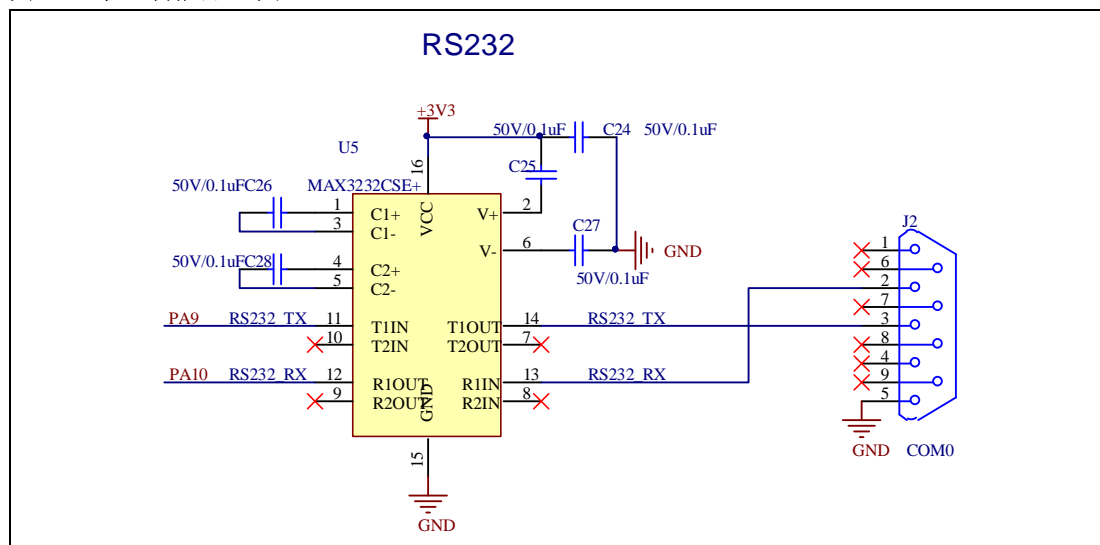 RS232
+3V3
50V/0.1uF C24 50V/0.1uF
U5
16
C25
50V/0.1uFC26 MAX3232CSE+
1 C1+ VCC V+ 2
3 C1-
C27
V- 6
GND
J2
50V/0.1uFC28
4 C2+
5 C2-
50V/0.1uF
1
6
2
7
PA9 RS232_TX 11 T1IN T1OUT 14 RS232_TX 3
10 T2IN T2OUT 7
8
4
PA10 RS232_RX 12 R1OUT R1IN 13 RS232_RX
9
9 R2OUT GND R2IN 8
5
15
GND COM0
GND